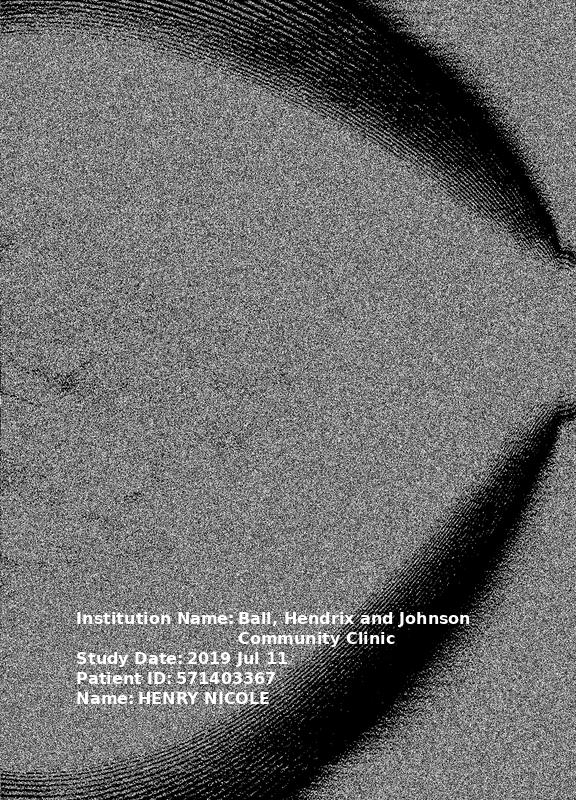 Institution Name: Ball, Hendrix and Johnson
Community Clinic
Study Date: 2019 Jul 11
Patient ID: 571403367
Name: HENRY NICOLE